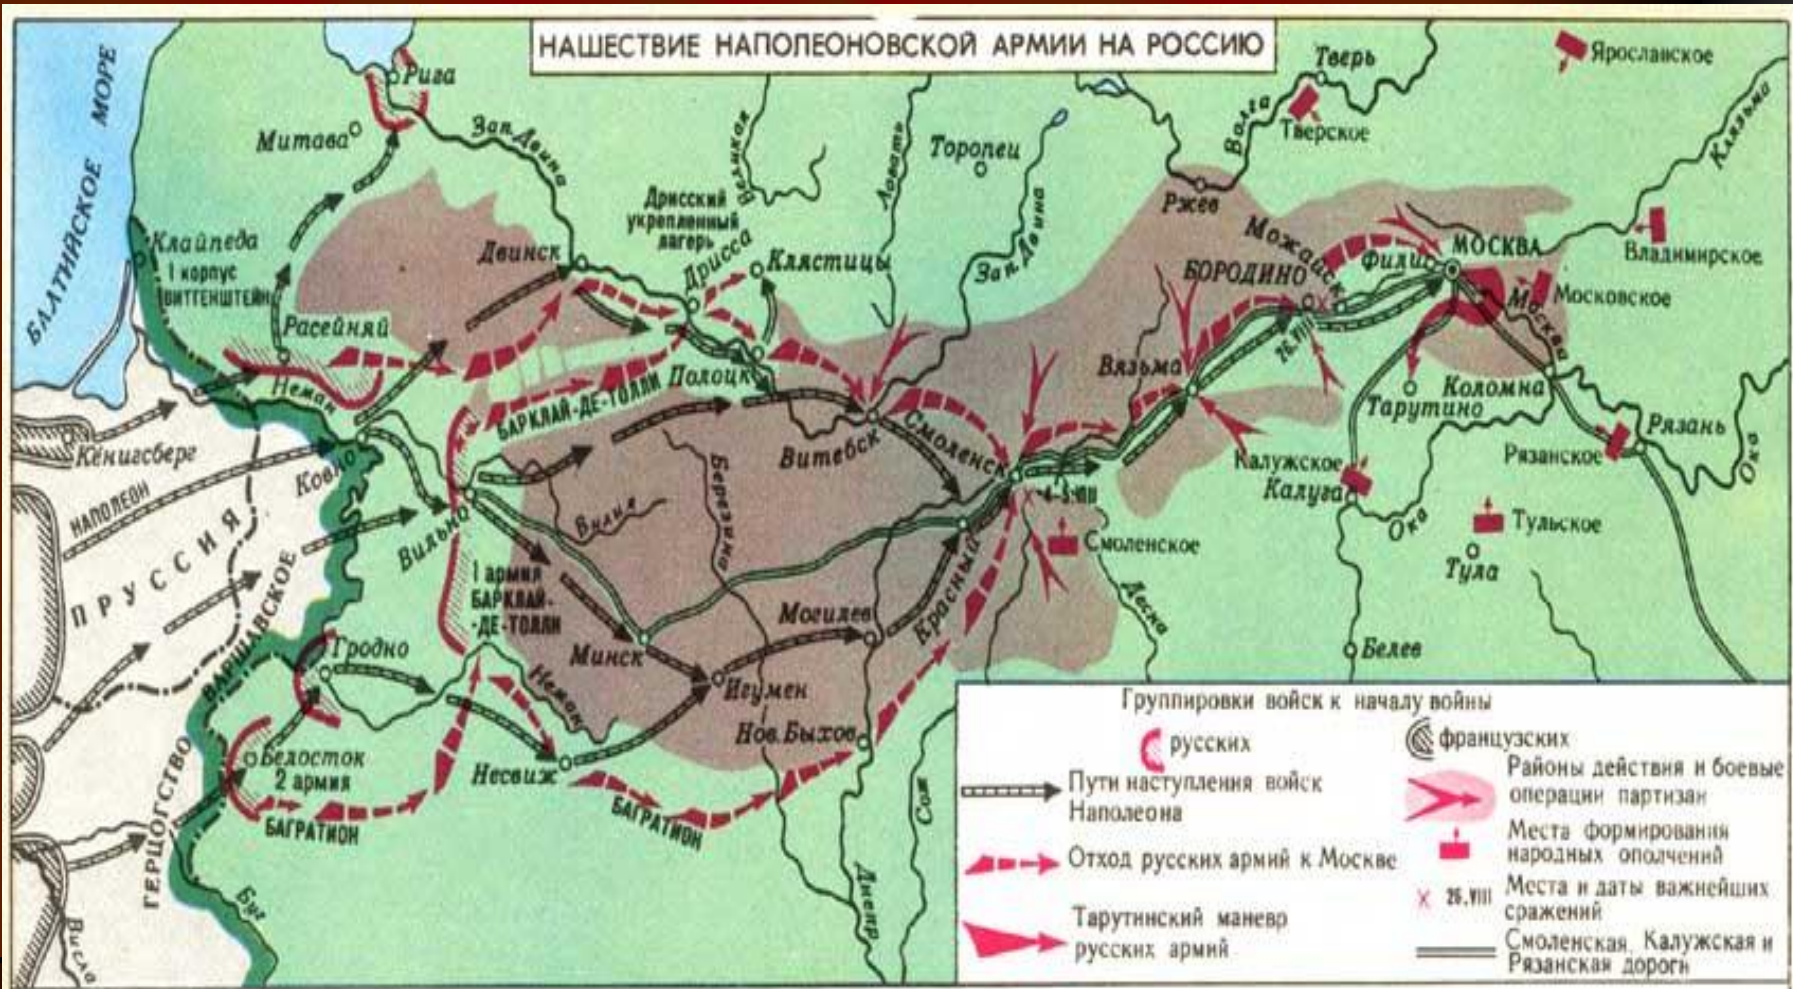 НАШЕСТВИЕ НАПОЛЕОНОВСКОЙ АРМИИ НА РОССИЮ
БАЛТИЙСКОЕ МОРЕ
Рига
Митава
Зап. Двина
Великая
Ловать
Торопец
Зап. Двина
Тверь
Волга
Тверское
Ярославское
Клязьма
Ржев
Владимирское
Клайпеда
I корпус
ВИТГЕНШТЕЙН
Расейняй
Неман
Двинск
Дрисский
укрепленный
лагерь
Дрисса
Клястицы
Полоцк
БАРКЛАЙ-ДЕ-ТОЛЛИ
Можайск
БОРОДИНО
26.VIII
Фили
МОСКВА
Московское
Москва
Вязьма
Тарутино
Коломна
Рязань
Рязанское
Ока
Кёнигсберг
НАПОЛЕОН
Ковно
ПРУССИЯ
Вильно
Вилия
Березина
Витебск
Смоленск
4-5.VIII
Смоленское
Калужское
Калуга
Ока
Тульское
Тула
Белев
Десна
1 армия
БАРКЛАЙ-
-ДЕ-ТОЛЛИ
Минск
Могилев
Красный
Игумен
Нов. Быхов
Гродно
Неман
Белосток
2 армия
БАГРАТИОН
Несвиж
БАГРАТИОН
ГЕРЦОГСТВО ВАРШАВСКОЕ
Буг
Висла
Днепр
Сож
Группировки войск к началу войны
русских
французских
Пути наступления войск
Наполеона
Отход русских армий к Москве
Тарутинский маневр
русских армий
Районы действия и боевые
операции партизан
Места формирования
народных ополчений
26.VIII Места и даты важнейших
сражений
Смоленская, Калужская и
Рязанская дороги